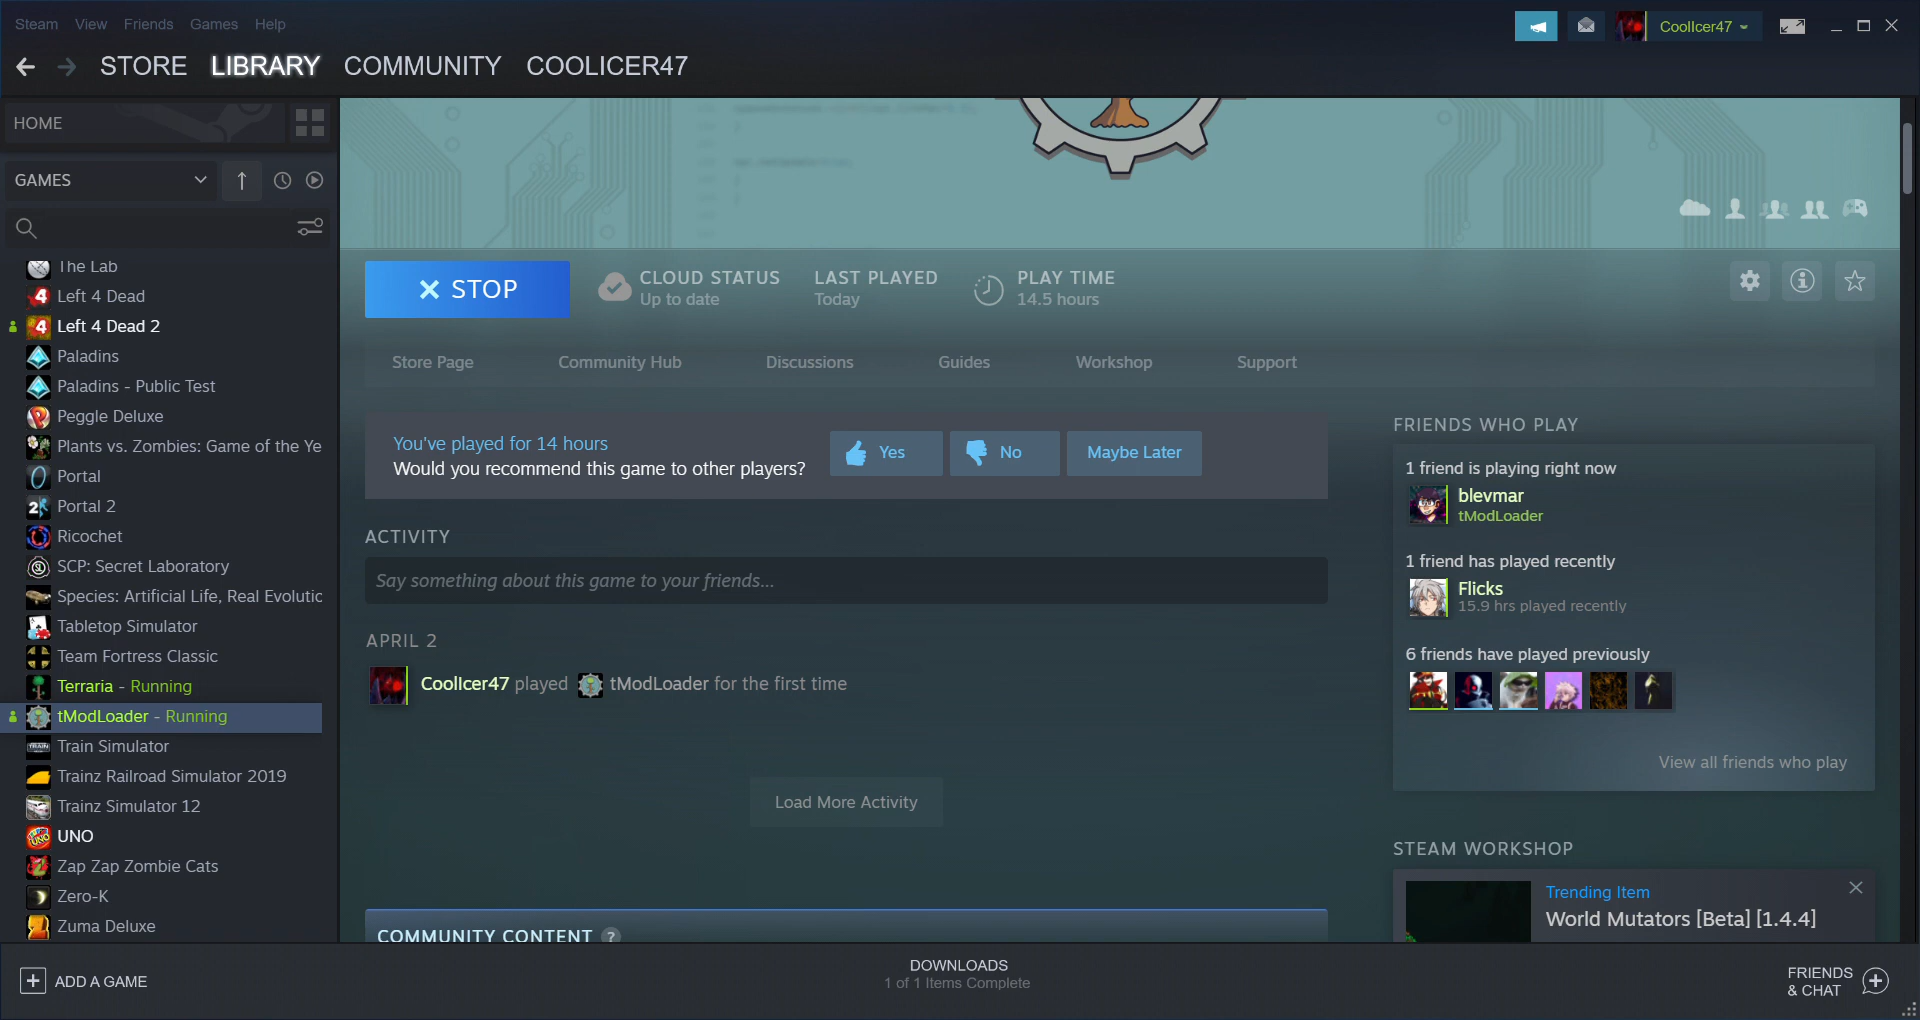 Steam View Friends Games Help
CoolIcer47
STORE LIBRARY COMMUNITY COOLICER47
HOME
GAMES
The Lab
Left 4 Dead
Left 4 Dead 2
Paladins
Paladins - Public Test
Peggle Deluxe
Plants vs. Zombies: Game of the Ye
Portal
Portal 2
Ricochet
SCP: Secret Laboratory
Species: Artificial Life, Real Evolutic
Tabletop Simulator
Team Fortress Classic
Terraria - Running
tModLoader - Running
Train Simulator
Trainz Railroad Simulator 2019
Trainz Simulator 12
UNO
Zap Zap Zombie Cats
Zero-K
Zuma Deluxe
STOP
CLOUD STATUS
Up to date
LAST PLAYED
Today
PLAY TIME
14.5 hours
Store Page Community Hub Discussions Guides Workshop Support
You've played for 14 hours
Would you recommend this game to other players?
Yes No Maybe Later
ACTIVITY
Say something about this game to your friends...
APRIL 2
CoolIcer47 played tModLoader for the first time
Load More Activity
COMMUNITY CONTENT ?
FRIENDS WHO PLAY
1 friend is playing right now
blevmar
tModLoader
1 friend has played recently
Flicks
15.9 hrs played recently
6 friends have played previously
View all friends who play
STEAM WORKSHOP
Trending Item
World Mutators [Beta] [1.4.4]
ADD A GAME
DOWNLOADS
1 of 1 Items Complete
FRIENDS
& CHAT